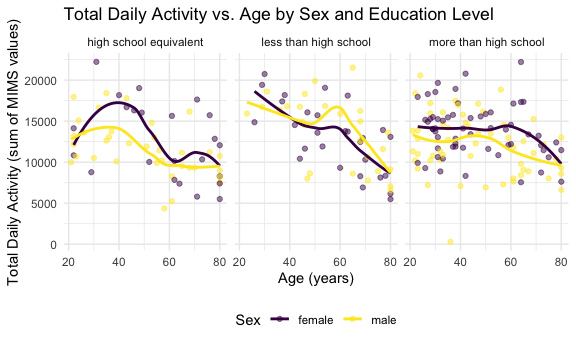 Total Daily Activity vs. Age by Sex and Education Level
high school equivalent less than high school more than high school
Total Daily Activity (sum of MIMS values)
20000
15000
10000
5000
0
20 40 60 80 20 40 60 80 20 40 60 80
Age (years)
Sex female male